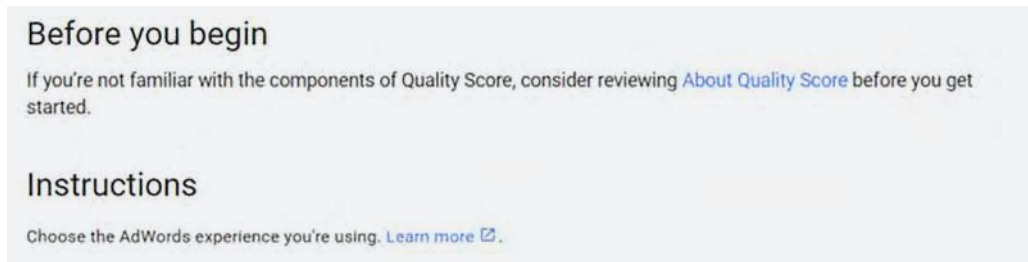 Before you begin
If you're not familiar with the components of Quality Score, consider reviewing About Quality Score before you get
started.
Instructions
Choose the AdWords experience you're using. Learn more.